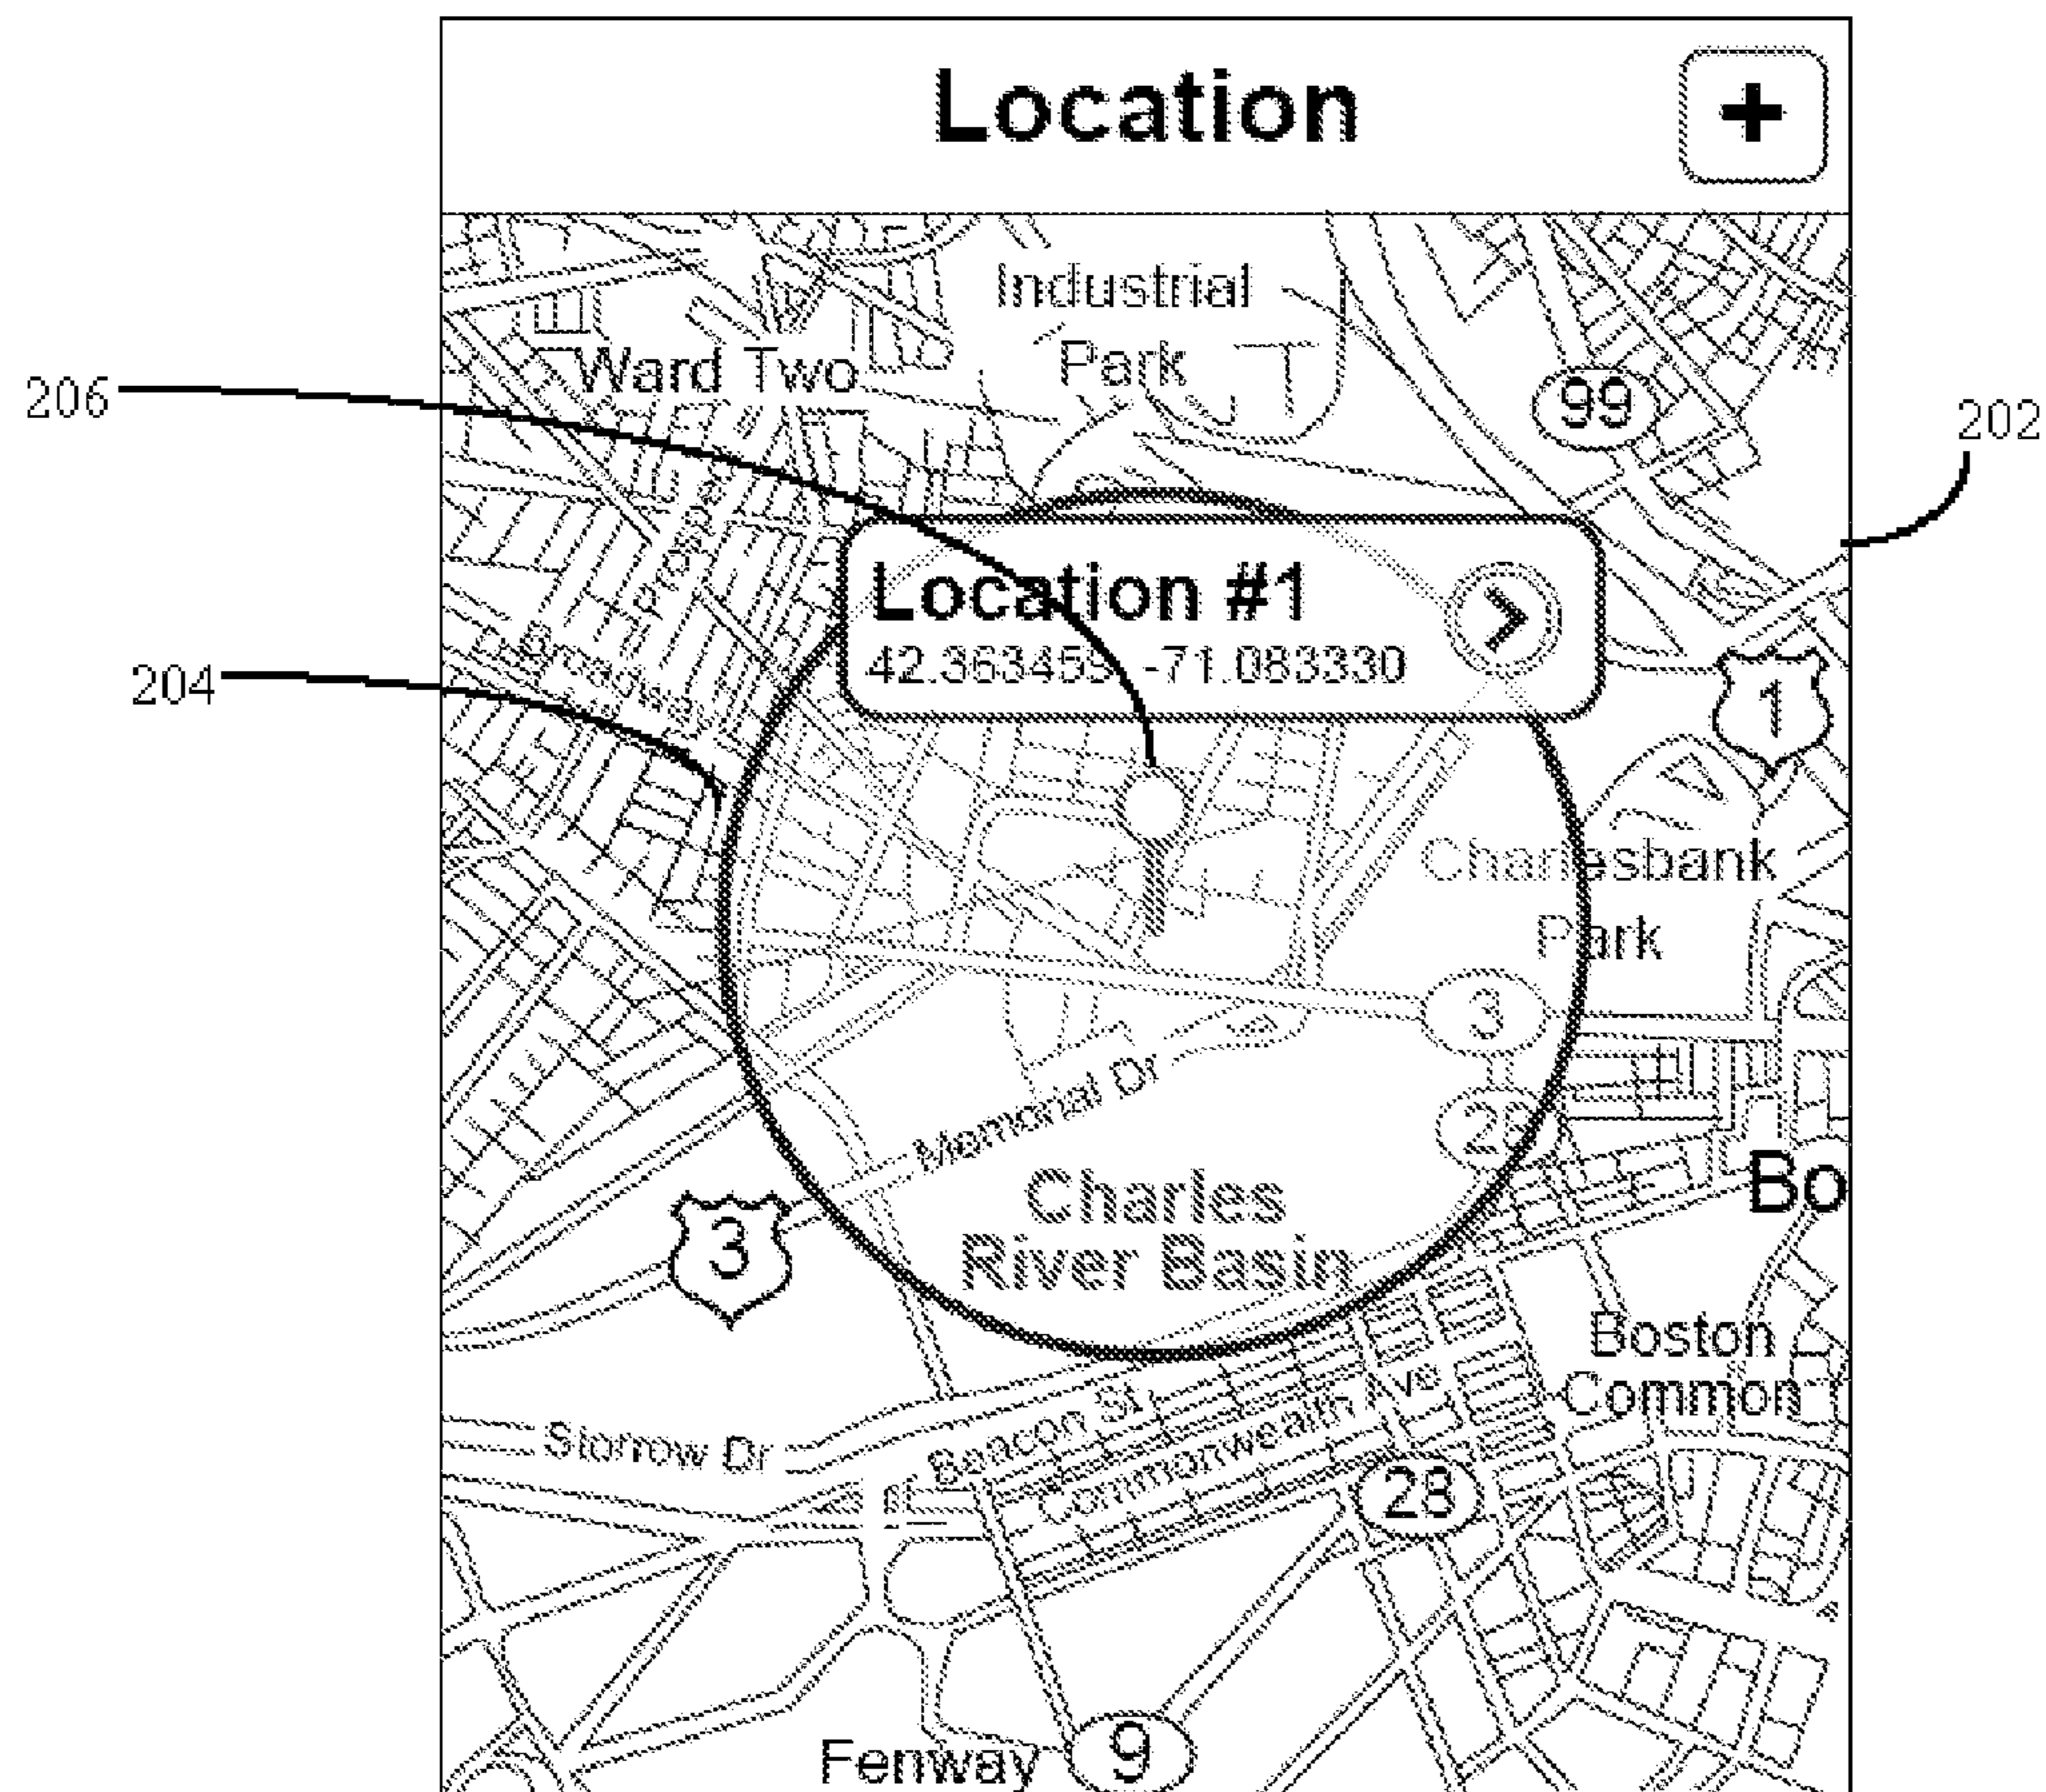 Location +
Industrial
Park
Ward Two
206
99
202
Location #1
42.363459, -71.083330
204
1
Charlesbank
Park
3
28
Memorial Dr
Bo
Charles
River Basin
3
Boston
Common
Storrow Dr
Beacon St
Commonwealth Ave
28
Fenway
9